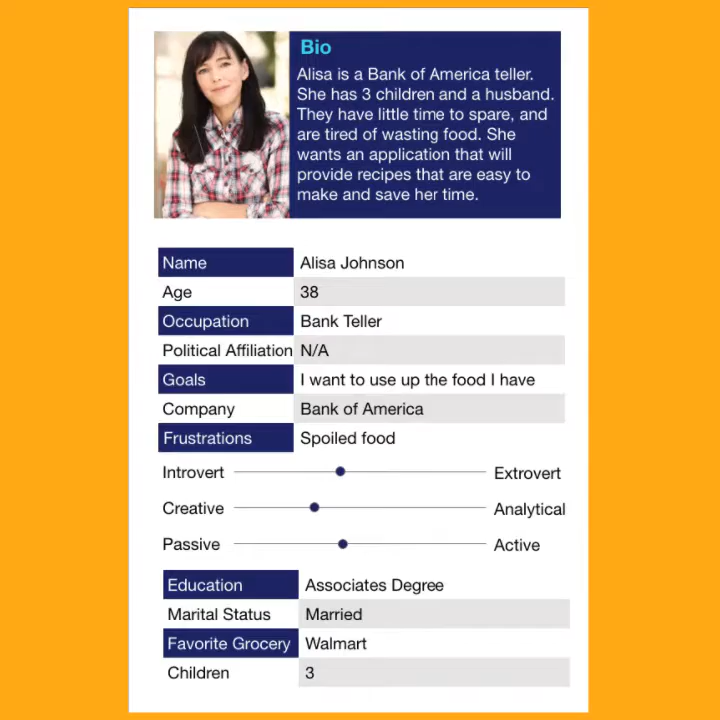 Bio
Alisa is a Bank of America teller.
She has 3 children and a husband.
They have little time to spare, and
are tired of wasting food. She
wants an application that will
provide recipes that are easy to
make and save her time.
Name Alisa Johnson
Age 38
Occupation Bank Teller
Political Affiliation N/A
Goals I want to use up the food I have
Company Bank of America
Frustrations Spoiled food
Introvert Extrovert
Creative Analytical
Passive Active
Education Associates Degree
Marital Status Married
Favorite Grocery Walmart
Children 3